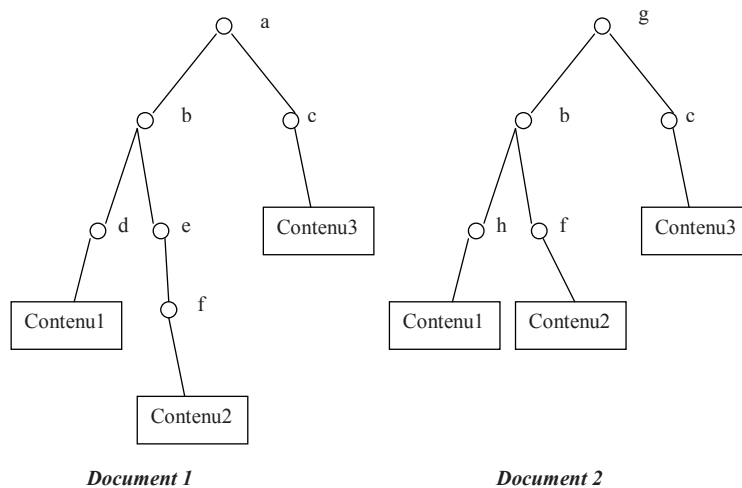 a
g
b
c
b
c
d
e
Contenu3
h
f
Contenu3
Contenu1
f
Contenu1
Contenu2
Contenu2
Document 1
Document 2